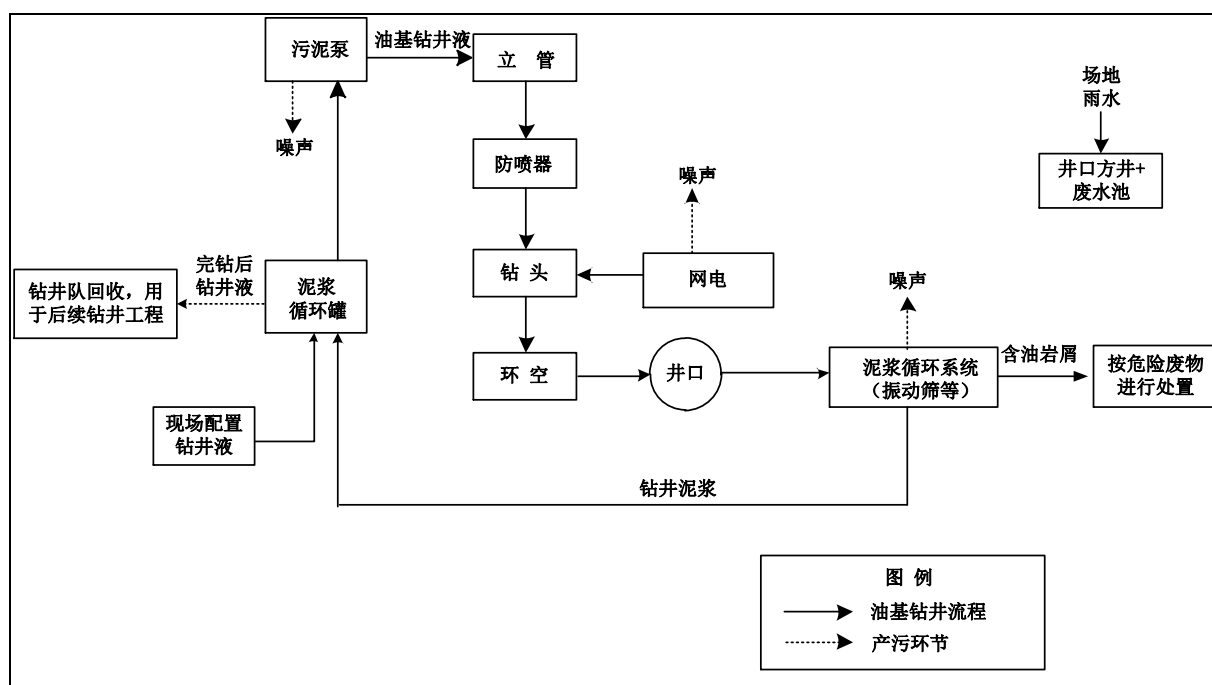 污泥泵
油基钻井液
立 管
噪声
场地
雨水
防喷器
井口方井+
废水池
噪声
钻 头
网电
完钻后
钻井液
泥浆
循环罐
钻井队回收，用
于后续钻井工程
噪声
环 空
井口
泥浆循环系统
（振动筛等）
含油岩屑
按危险废物
进行处置
现场配置
钻井液
钻井泥浆
图 例
油基钻井流程
产污环节